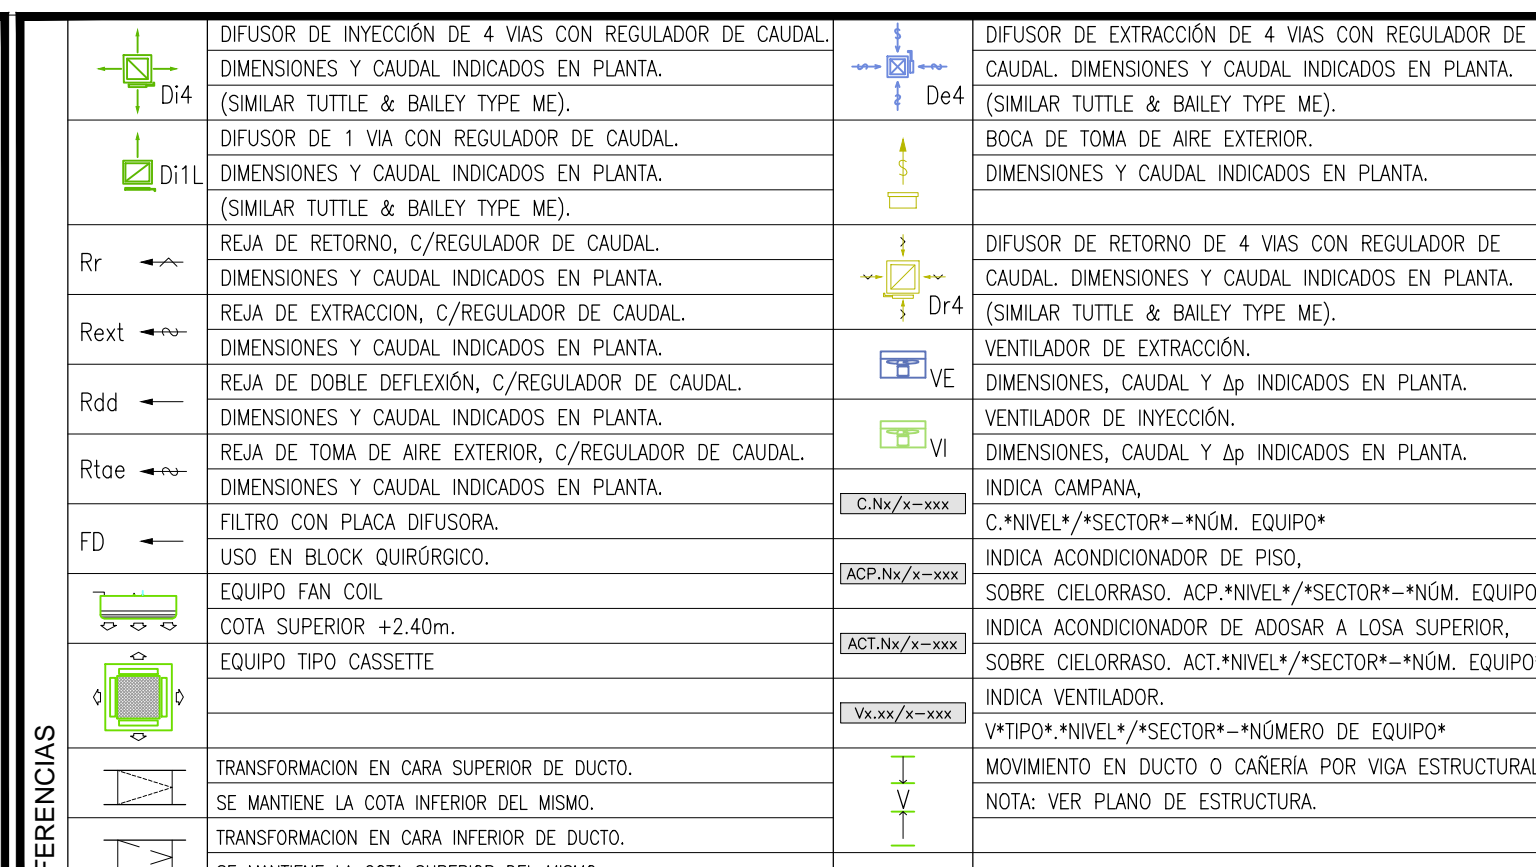 DIFUSOR DE INYECCIÓN DE 4 VIAS CON REGULADOR DE CAUDAL.
DIMENSIONES Y CAUDAL INDICADOS EN PLANTA.
Di4
(SIMILAR TUTTLE & BAILEY TYPE ME).
DIFUSOR DE 1 VIA CON REGULADOR DE CAUDAL.
Di1L
DIMENSIONES Y CAUDAL INDICADOS EN PLANTA.
(SIMILAR TUTTLE & BAILEY TYPE ME).
Rr
REJA DE RETORNO, C/REGULADOR DE CAUDAL.
DIMENSIONES Y CAUDAL INDICADOS EN PLANTA.
Rext
REJA DE EXTRACCION, C/REGULADOR DE CAUDAL.
DIMENSIONES Y CAUDAL INDICADOS EN PLANTA.
Rdd
REJA DE DOBLE DEFLEXIÓN, C/REGULADOR DE CAUDAL.
DIMENSIONES Y CAUDAL INDICADOS EN PLANTA.
Rtae
REJA DE TOMA DE AIRE EXTERIOR, C/REGULADOR DE CAUDAL.
DIMENSIONES Y CAUDAL INDICADOS EN PLANTA.
FD
FILTRO CON PLACA DIFUSORA.
USO EN BLOCK QUIRÚRGICO.
EQUIPO FAN COIL
COTA SUPERIOR +2.40m.
EQUIPO TIPO CASSETTE
TRANSFORMACION EN CARA SUPERIOR DE DUCTO.
SE MANTIENE LA COTA INFERIOR DEL MISMO.
TRANSFORMACION EN CARA INFERIOR DE DUCTO.
SE MANTIENE LA COTA SUPERIOR DEL MISMO.
DIFUSOR DE EXTRACCIÓN DE 4 VIAS CON REGULADOR DE
CAUDAL. DIMENSIONES Y CAUDAL INDICADOS EN PLANTA.
De4
(SIMILAR TUTTLE & BAILEY TYPE ME).
BOCA DE TOMA DE AIRE EXTERIOR.
DIMENSIONES Y CAUDAL INDICADOS EN PLANTA.
DIFUSOR DE RETORNO DE 4 VIAS CON REGULADOR DE
CAUDAL. DIMENSIONES Y CAUDAL INDICADOS EN PLANTA.
Dr4
(SIMILAR TUTTLE & BAILEY TYPE ME).
VENTILADOR DE EXTRACCIÓN.
VE
DIMENSIONES, CAUDAL Y Δp INDICADOS EN PLANTA.
VENTILADOR DE INYECCIÓN.
VI
DIMENSIONES, CAUDAL Y Δp INDICADOS EN PLANTA.
C.Nx/x-xxx
INDICA CAMPANA,
C.*NIVEL*/*SECTOR*-*NÚM. EQUIPO*
ACP.Nx/x-xxx
INDICA ACONDICIONADOR DE PISO,
SOBRE CIELORRASO. ACP.*NIVEL*/*SECTOR*-*NÚM. EQUIPO
ACT.Nx/x-xxx
INDICA ACONDICIONADOR DE ADOSAR A LOSA SUPERIOR,
SOBRE CIELORRASO. ACT.*NIVEL*/*SECTOR*-*NÚM. EQUIPO*
Vx.xx/x-xxx
INDICA VENTILADOR.
V*TIPO*.*NIVEL*/*SECTOR*-*NÚMERO DE EQUIPO*
V
MOVIMIENTO EN DUCTO O CAÑERÍA POR VIGA ESTRUCTURAL
NOTA: VER PLANO DE ESTRUCTURA.
FERENCIAS